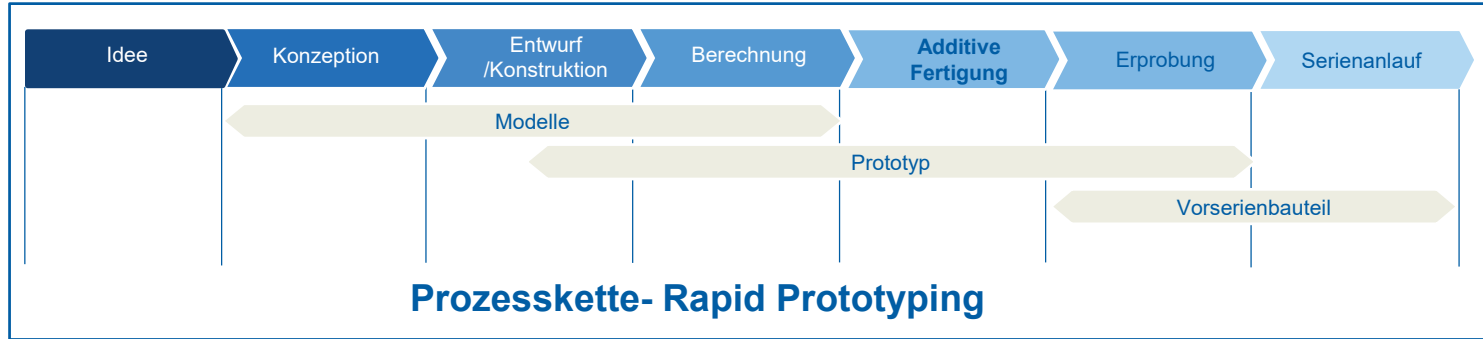 Idee
Konzeption
Entwurf
/Konstruktion
Berechnung
Additive
Fertigung
Erprobung
Serienanlauf
Modelle
Prototyp
Vorserienbauteil
Prozesskette- Rapid Prototyping